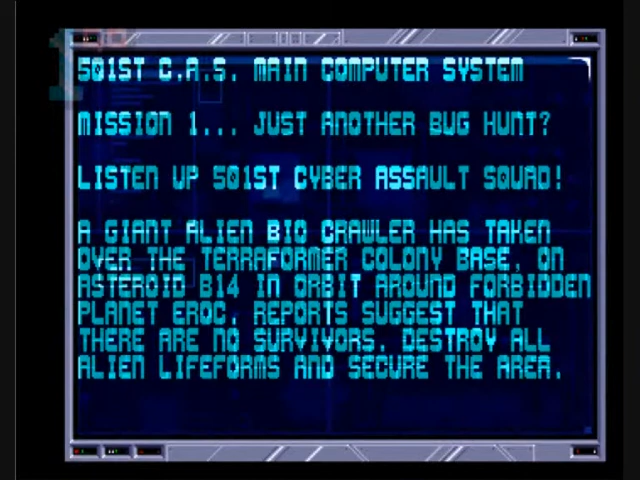 501ST C.A.S. MAIN COMPUTER SYSTEM
MISSION 1... JUST ANOTHER BUG HUNT?
LISTEN UP 501ST CYBER ASSAULT SQUAD!
A GIANT ALIEN BIO CRAWLER HAS TAKEN
OVER THE TERRAFORMER COLONY BASE, ON
ASTEROID B14 IN ORBIT AROUND FORBIDDEN
PLANET EROC. REPORTS SUGGEST THAT
THERE ARE NO SURVIVORS. DESTROY ALL
ALIEN LIFEFORMS AND SECURE THE AREA.